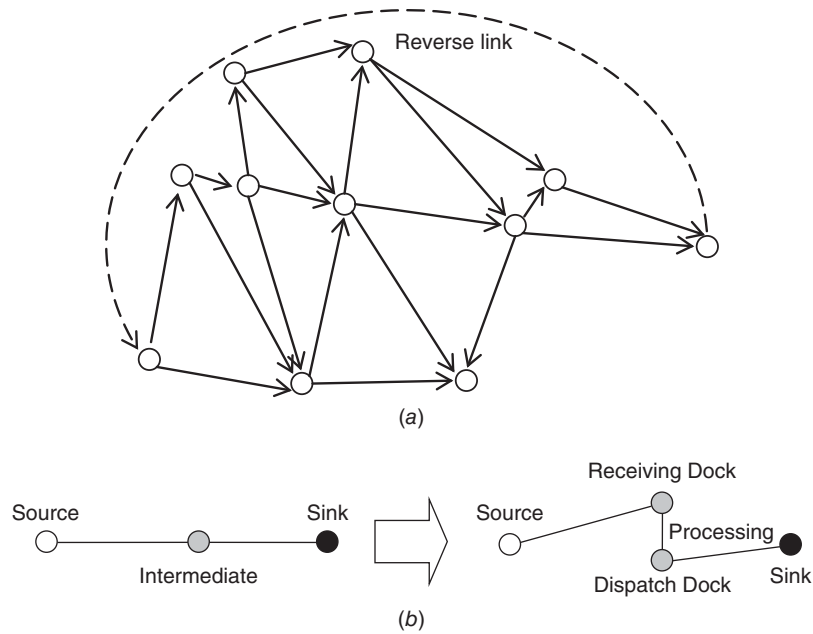 Reverse link
(a)
Receiving Dock
Source
Sink
Source
Processing
Intermediate
Dispatch Dock
Sink
(b)